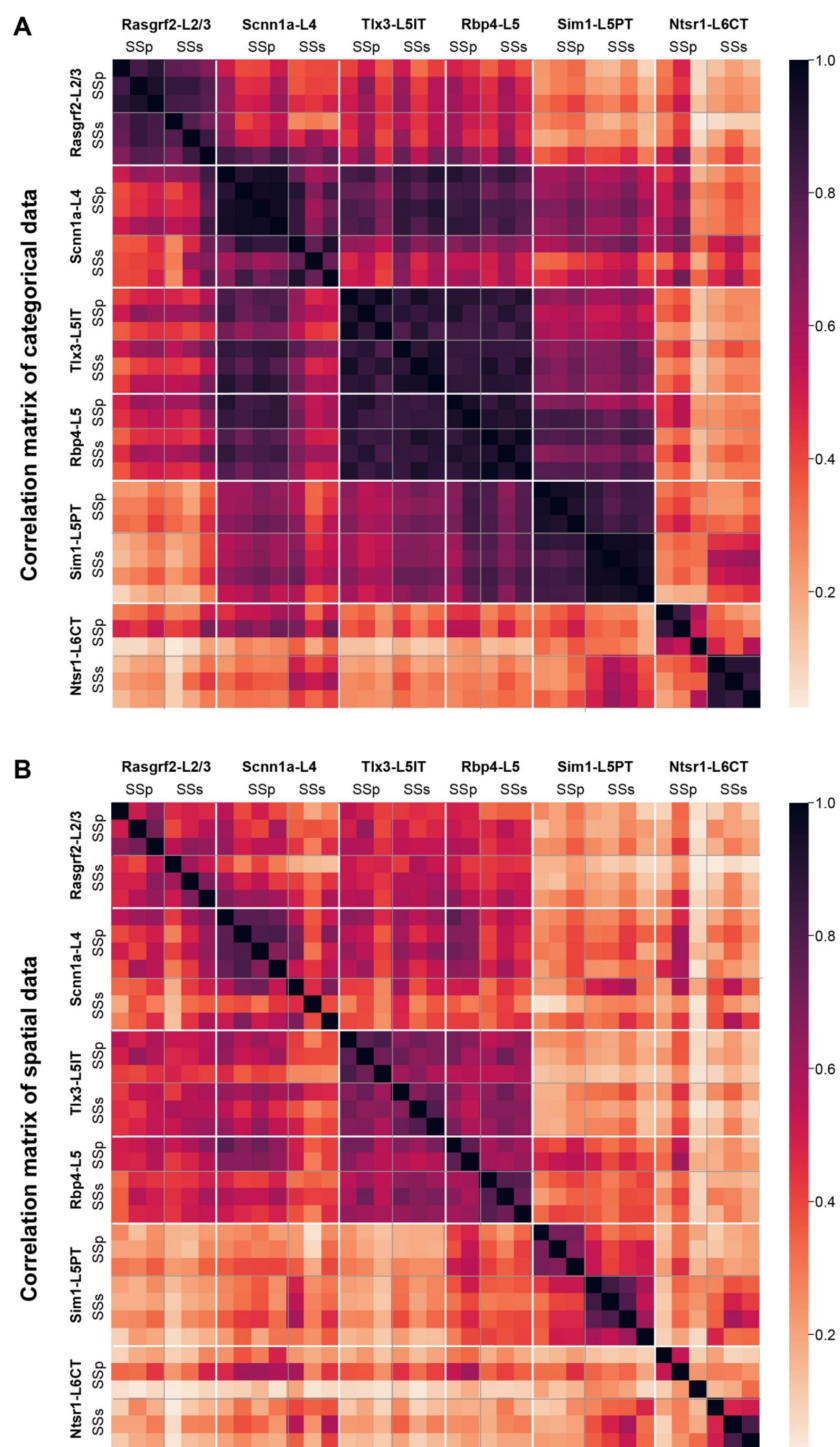 A
Rasgrf2-L2/3 Scnn1a-L4 Tlx3-L5IT Rbp4-L5 Sim1-L5PT Ntsr1-L6CT
SSp SSs SSp SSs SSp SSs SSp SSs SSp SSs SSp SSs
Correlation matrix of categorical data
Rasgrf2-L2/3
SSp
SSs
Scnn1a-L4
SSp
SSs
Tlx3-L5IT
SSp
SSs
Rbp4-L5
SSp
SSs
Sim1-L5PT
SSp
SSs
Ntsr1-L6CT
SSp
SSs
1.0
0.8
0.6
0.4
0.2
B
Rasgrf2-L2/3 Scnn1a-L4 Tlx3-L5IT Rbp4-L5 Sim1-L5PT Ntsr1-L6CT
SSp SSs SSp SSs SSp SSs SSp SSs SSp SSs SSp SSs
Correlation matrix of spatial data
Rasgrf2-L2/3
SSp
SSs
Scnn1a-L4
SSp
SSs
Tlx3-L5IT
SSp
SSs
Rbp4-L5
SSp
SSs
Sim1-L5PT
SSp
SSs
Ntsr1-L6CT
SSp
SSs
1.0
0.8
0.6
0.4
0.2